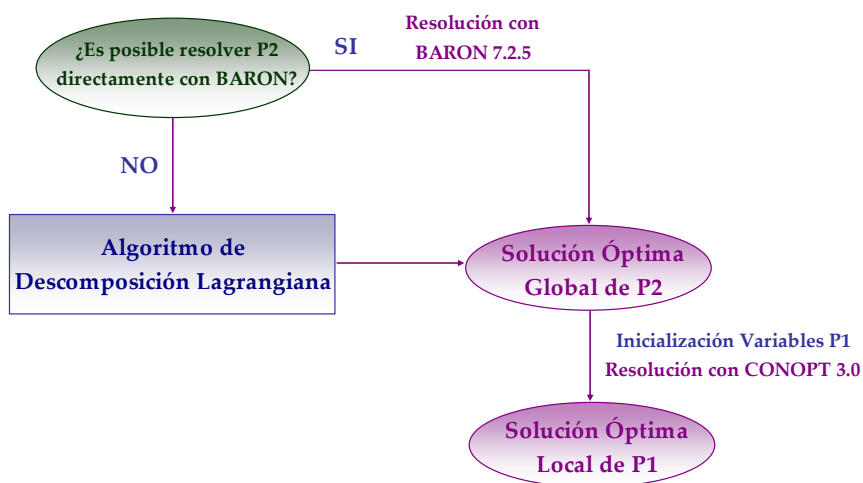 ¿Es posible resolver P2
directamente con BARON?
SI
Resolución con
BARON 7.2.5
NO
Algoritmo de
Descomposición Lagrangiana
Solución Óptima
Global de P2
Inicialización Variables P1
Resolución con CONOPT 3.0
Solución Óptima
Local de P1